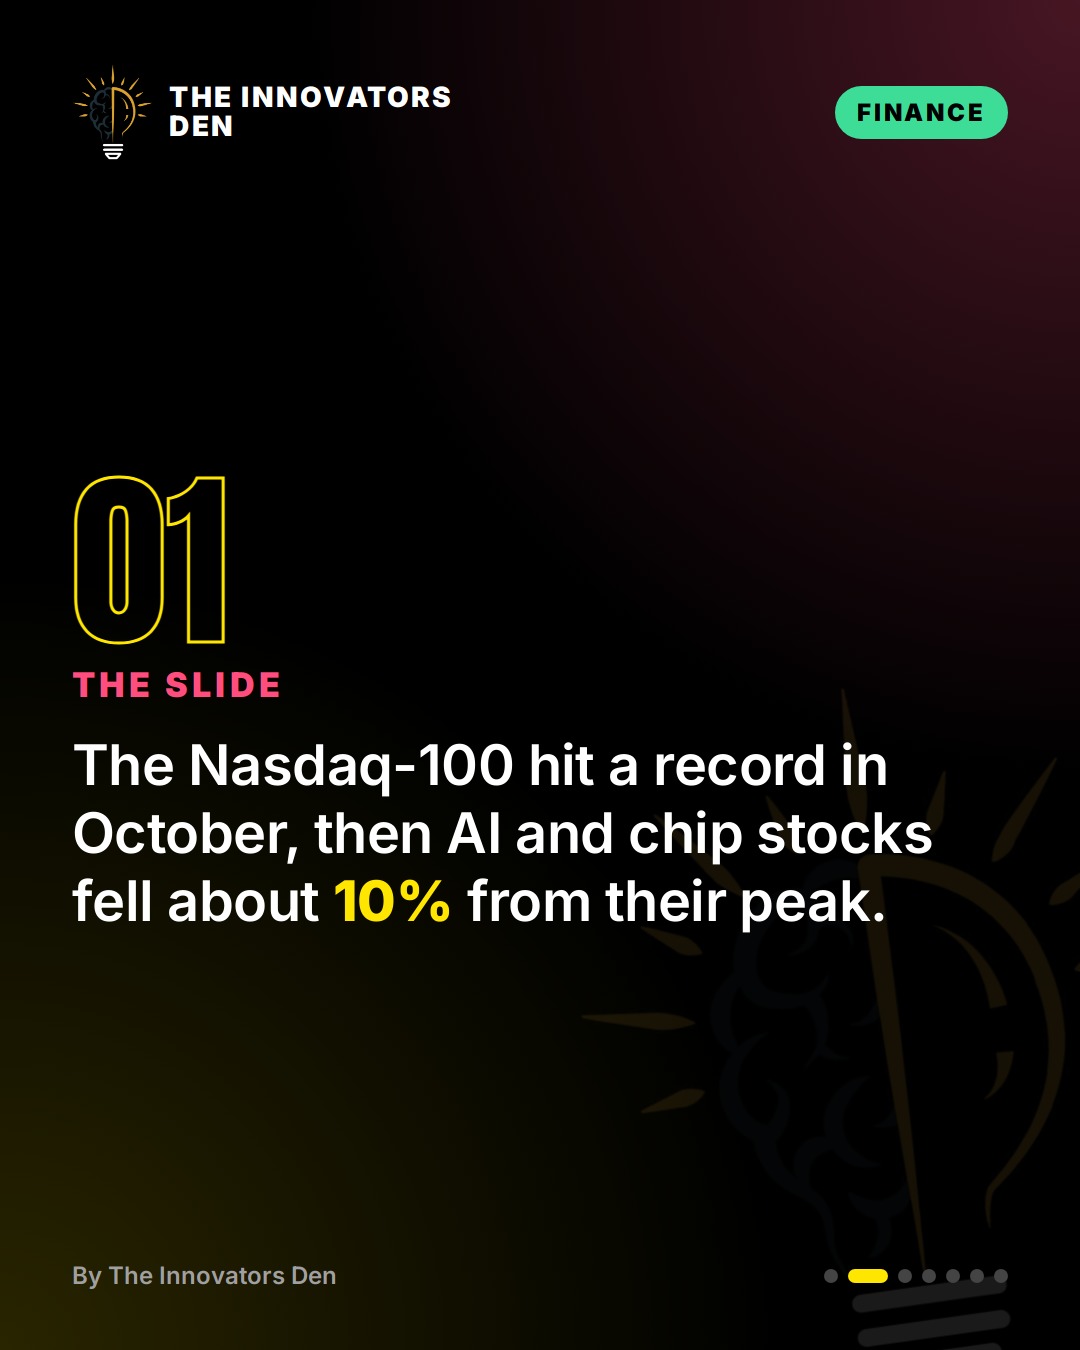 THE INNOVATORS
DEN
FINANCE
01
THE SLIDE
The Nasdaq-100 hit a record in
October, then AI and chip stocks
fell about 10% from their peak.
By The Innovators Den